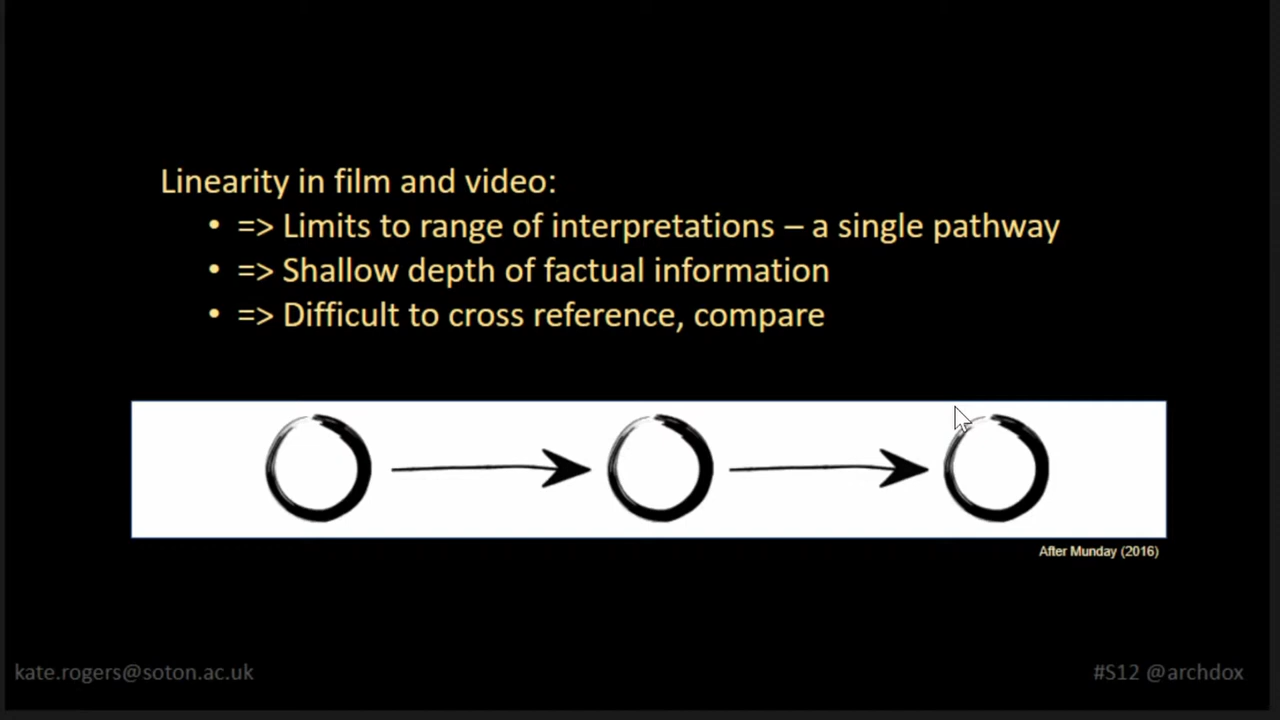 Linearity in film and video:
• => Limits to range of interpretations – a single pathway
• => Shallow depth of factual information
• => Difficult to cross reference, compare
After Munday (2016)
kate.rogers@soton.ac.uk
#S12 @archdox